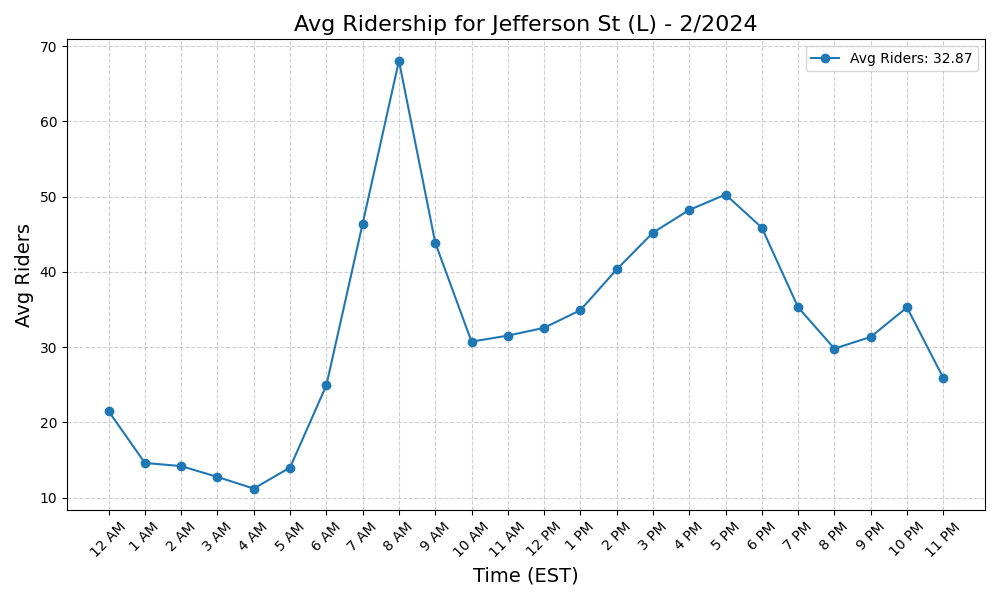 Avg Ridership for Jefferson St (L) - 2/2024
Avg Riders: 32.87
Avg Riders
70
60
50
40
30
20
10
12 AM
1 AM
2 AM
3 AM
4 AM
5 AM
6 AM
7 AM
8 AM
9 AM
10 AM
11 AM
12 PM
1 PM
2 PM
3 PM
4 PM
5 PM
6 PM
7 PM
8 PM
9 PM
10 PM
11 PM
Time (EST)